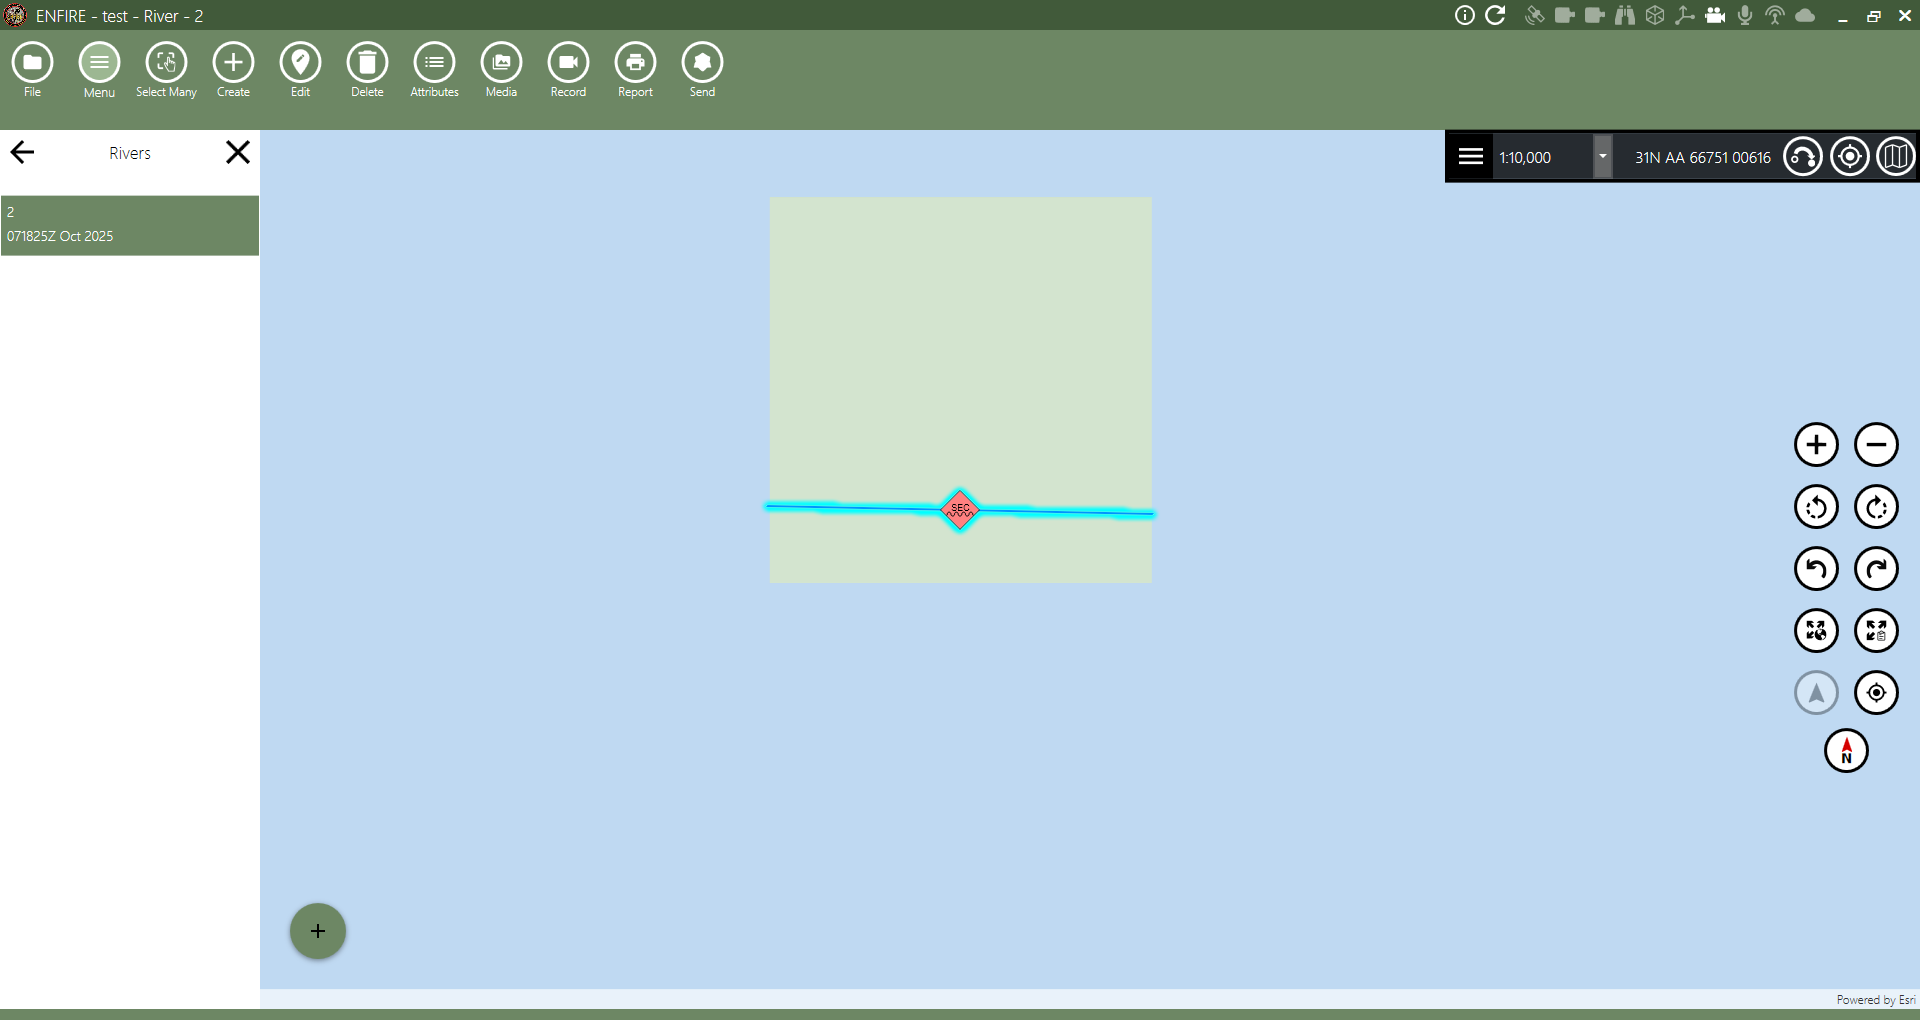 ENFIRE - test - River - 2
File
Menu
Select Many
Create
Edit
Delete
Attributes
Media
Record
Report
Send
Rivers
1:10,000
31N AA 66751 00616
2
071825Z Oct 2025
SEC
N
Powered by Esri